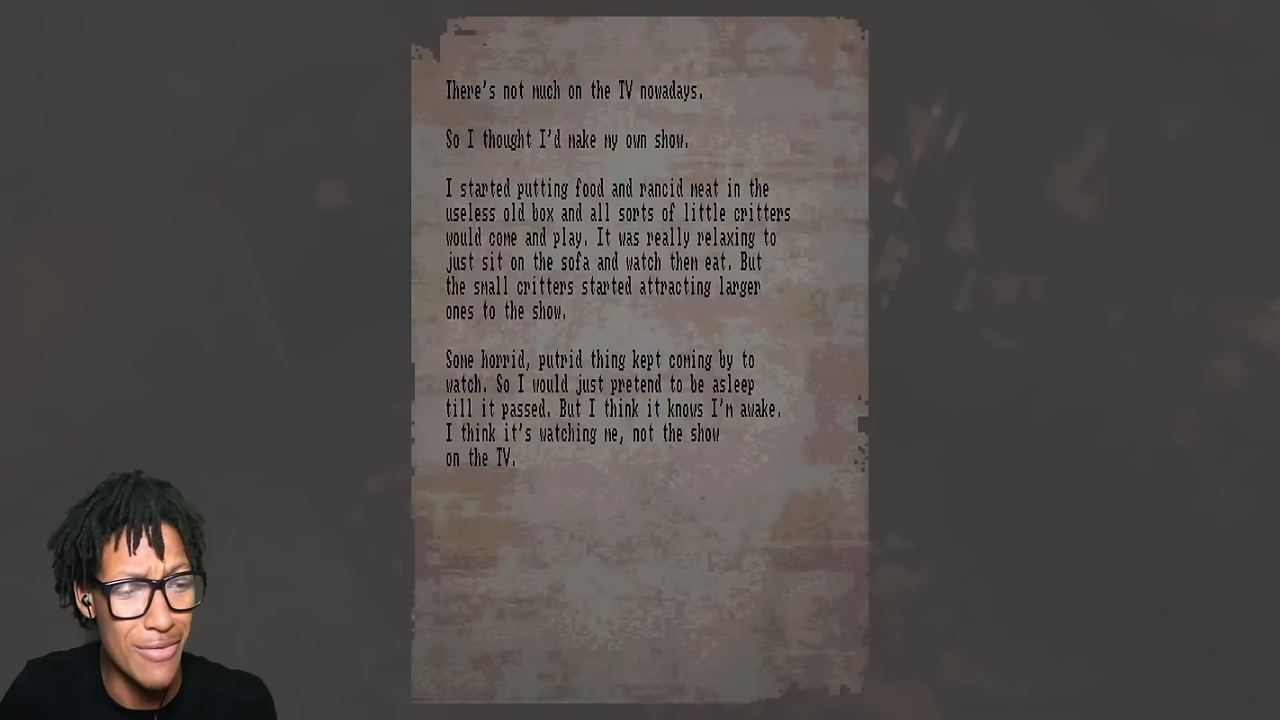 There's not much on the TV nowadays.
So I thought I'd make my own show.
I started putting food and rancid meat in the
useless old box and all sorts of little critters
would come and play. It was really relaxing to
just sit on the sofa and watch them eat. But
the small critters started attracting larger
ones to the show.
Some horrid, putrid thing kept coming by to
watch. So I would just pretend to be asleep
till it passed. But I think it knows I'm awake.
I think it's watching me, not the show
on the TV.